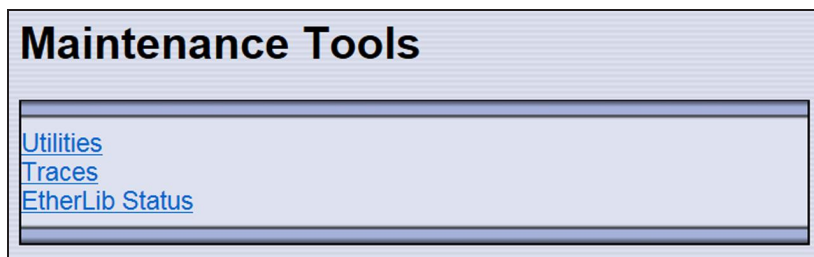 Maintenance Tools
Utilities
Traces
EtherLib Status